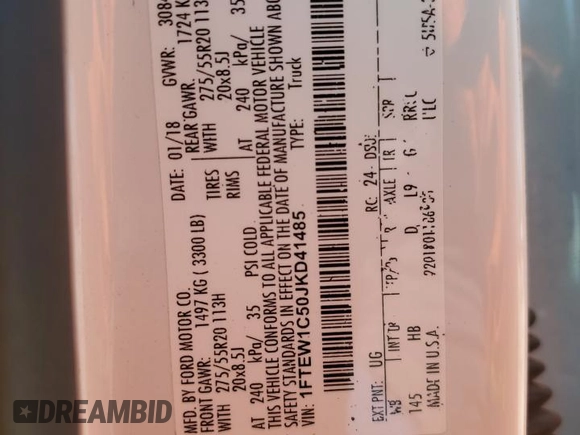 MFD. BY FORD MOTOR CO.
DATE: 01/18
GVWR: 308
FRONT GAWR: 1497 KG ( 3300 LB)
REAR GAWR: 1724 K
275/55R20 113H
TIRES
WITH 275/55R20 113
20x8.5J
RIMS
20x8.5J
AT 240 kPa/ 35 PSI COLD
AT 240 kPa/ 35
THIS VEHICLE CONFORMS TO ALL APPLICABLE FEDERAL MOTOR VEHICLE
SAFETY STANDARDS IN EFFECT ON THE DATE OF MANUFACTURE SHOWN ABO
VIN: 1FTEW1C50JKD41485
TYPE: Truck
EXT PNT: UG
RC: 24
WB
AXLE
145 HB D G
MADE IN U.S.A.
DREAMBID